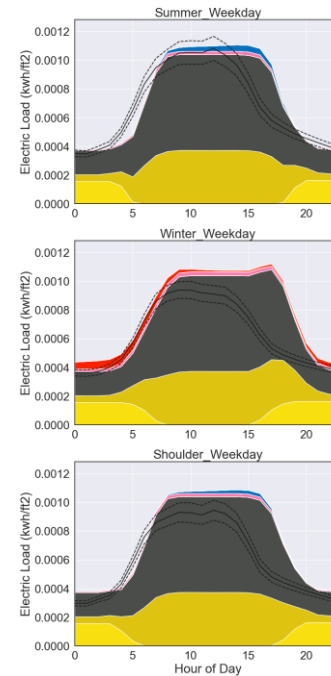 Summer_Weekday
0.0012
0.0010
0.0008
0.0006
0.0004
0.0002
0.0000
Electric Load (kwh/ft2)
0 5 10 15 20
Winter_Weekday
0.0012
0.0010
0.0008
0.0006
0.0004
0.0002
0.0000
Electric Load (kwh/ft2)
0 5 10 15 20
Shoulder_Weekday
0.0012
0.0010
0.0008
0.0006
0.0004
0.0002
0.0000
Electric Load (kwh/ft2)
0 5 10 15 20
Hour of Day